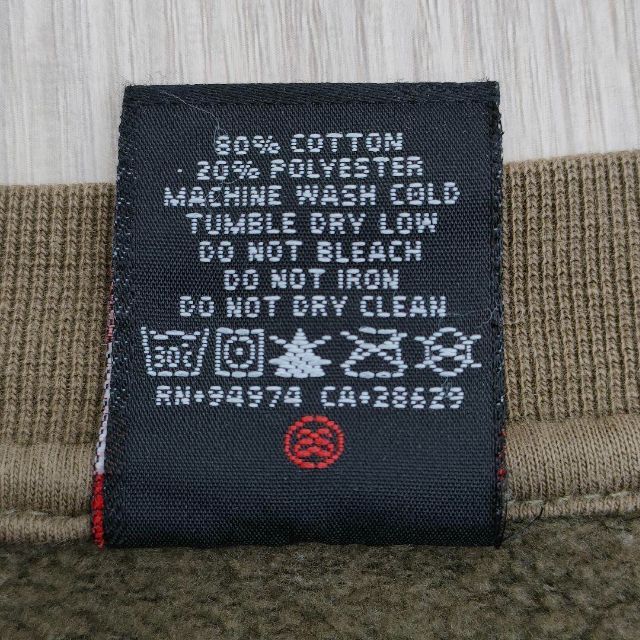 80% COTTON
20% POLYESTER
MACHINE WASH COLD
TUMBLE DRY LOW
DO NOT BLEACH
DO NOT IRON
DO NOT DRY CLEAN
30c
RN+94974 CA+28629